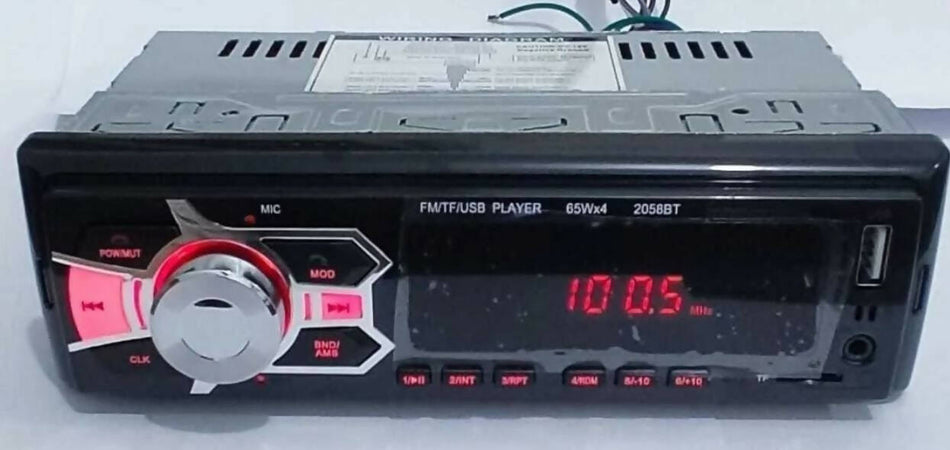 WIRING DIAGRAM
MIC
FM/TF/USB PLAYER 65Wx4 2058BT
POW/MUT
MOD
100.5 MHz
CLK
BND/
AMS
1/▶II 2/INT 3/RPT 4/RDM 5/-10 6/+10
TF